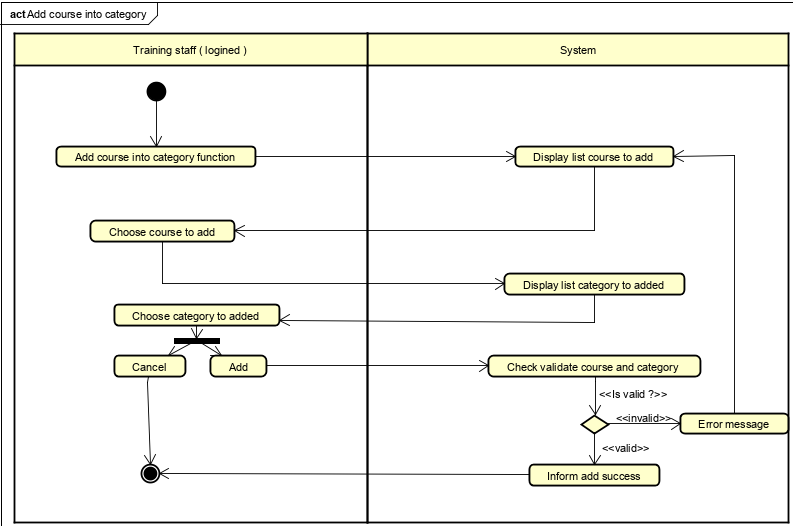 act Add course into category
Training staff ( logined )
System
Add course into category function
Display list course to add
Choose course to add
Display list category to added
Choose category to added
Cancel
Add
Check validate course and category
<<Is valid ?>>
<<invalid>>
Error message
<<valid>>
Inform add success